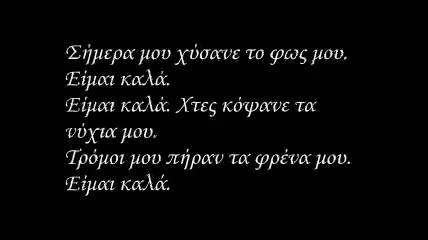 Σήμερα μου χύσανε το φως μου.
Είμαι καλά.
Είμαι καλά. Χτες κόψανε τα
νύχια μου.
Τρόμοι μου πήραν τα φρένα μου.
Είμαι καλά.